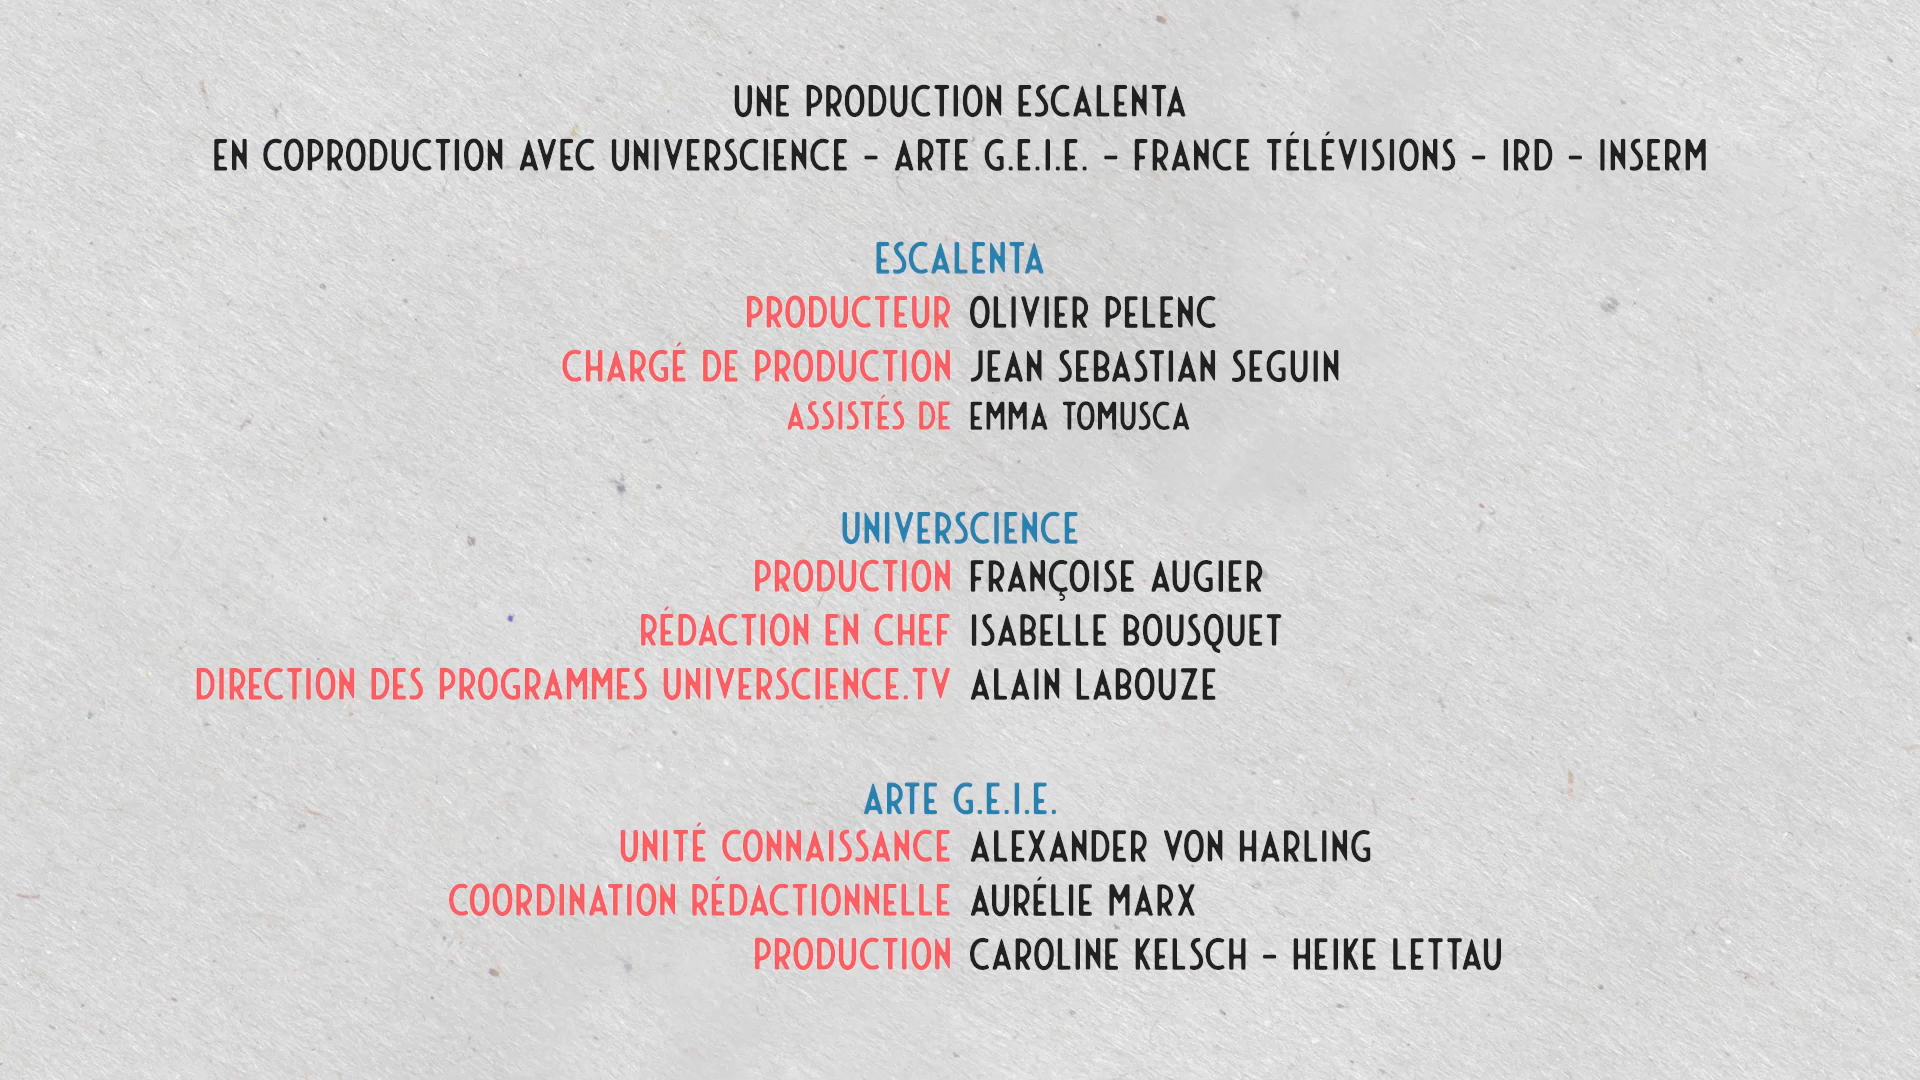 UNE PRODUCTION ESCALENTA
EN COPRODUCTION AVEC UNIVERSCIENCE - ARTE G.E.I.E. - FRANCE TÉLÉVISIONS - IRD - INSERM
ESCALENTA
PRODUCTEUR OLIVIER PELENC
CHARGÉ DE PRODUCTION JEAN SEBASTIAN SEGUIN
ASSISTÉS DE EMMA TOMUSCA
UNIVERSCIENCE
PRODUCTION FRANÇOISE AUGIER
RÉDACTION EN CHEF ISABELLE BOUSQUET
DIRECTION DES PROGRAMMES UNIVERSCIENCE.TV ALAIN LABOUZE
ARTE G.E.I.E.
UNITÉ CONNAISSANCE ALEXANDER VON HARLING
COORDINATION RÉDACTIONNELLE AURÉLIE MARX
PRODUCTION CAROLINE KELSCH - HEIKE LETTAU